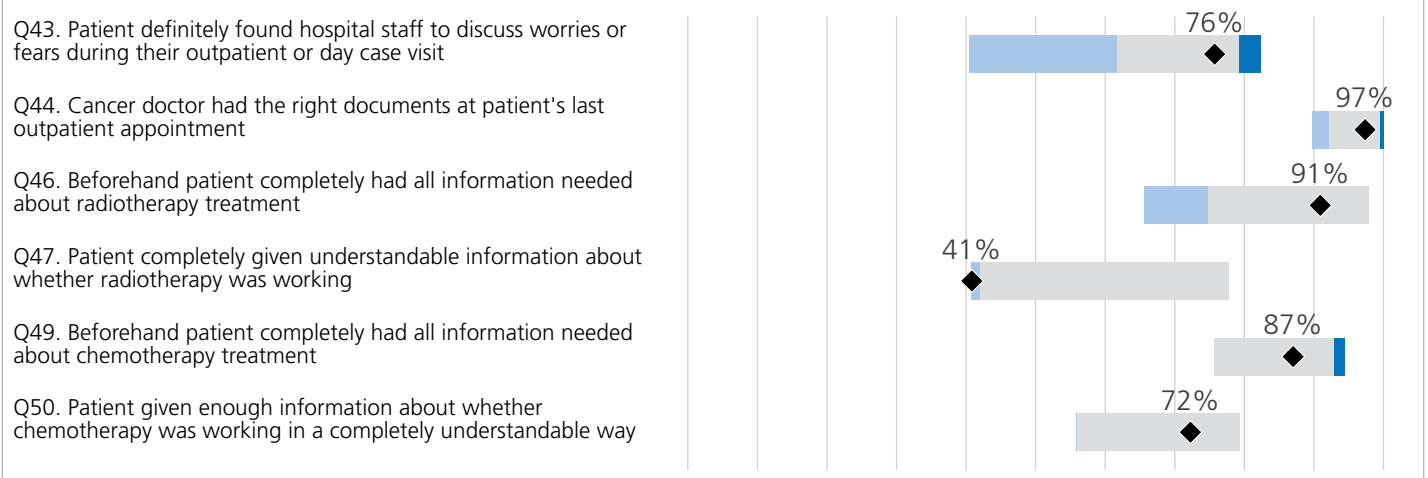 Q43. Patient definitely found hospital staff to discuss worries or
fears during their outpatient or day case visit
76%
Q44. Cancer doctor had the right documents at patient's last
outpatient appointment
97%
Q46. Beforehand patient completely had all information needed
about radiotherapy treatment
91%
Q47. Patient completely given understandable information about
whether radiotherapy was working
41%
Q49. Beforehand patient completely had all information needed
about chemotherapy treatment
87%
Q50. Patient given enough information about whether
chemotherapy was working in a completely understandable way
72%